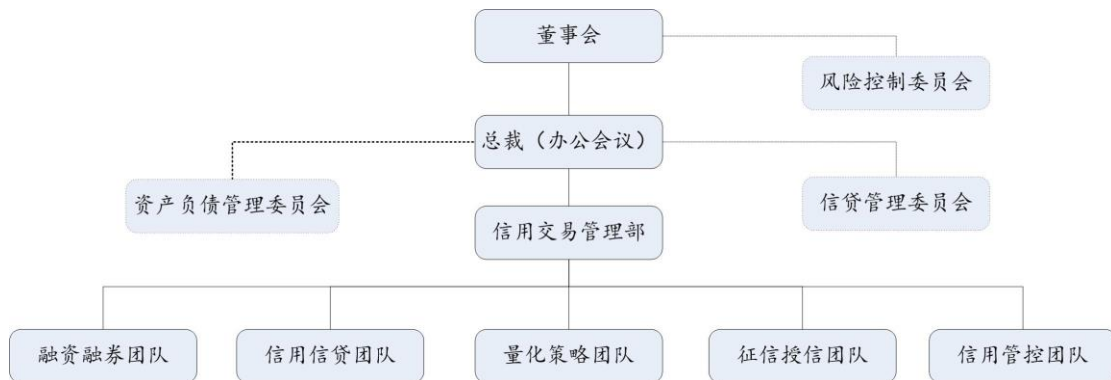 董事会
风险控制委员会
总裁（办公会议）
资产负债管理委员会
信贷管理委员会
信用交易管理部
融资融券团队
信用信贷团队
量化策略团队
征信授信团队
信用管控团队